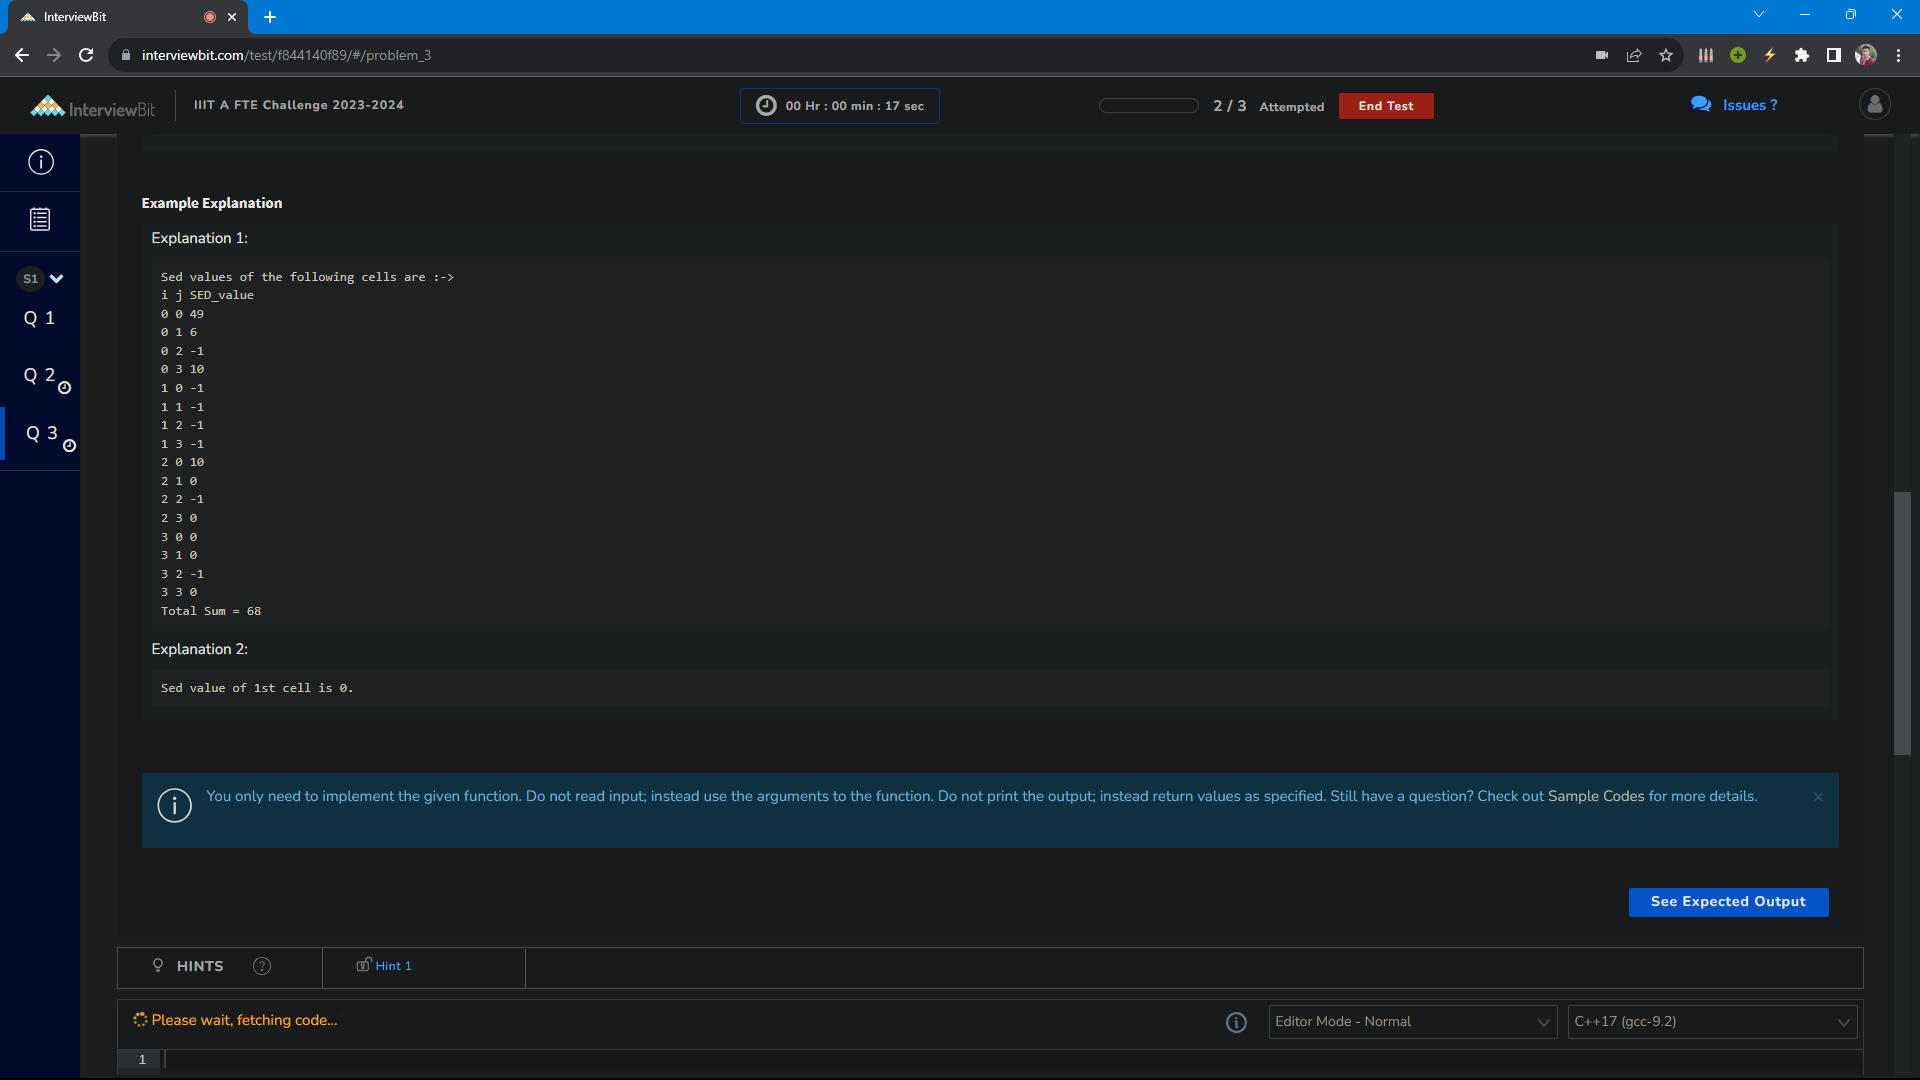 InterviewBit
interviewbit.com/test/f844140f89/#/problem_3
InterviewBit
IIIT A FTE Challenge 2023-2024
00 Hr : 00 min : 17 sec
2 / 3 Attempted
End Test
Issues ?
S1
Q 1
Q 2
Q 3
Example Explanation
Explanation 1:
Sed values of the following cells are :->
i j SED_value
0 0 49
0 1 6
0 2 -1
0 3 10
1 0 -1
1 1 -1
1 2 -1
1 3 -1
2 0 10
2 1 0
2 2 -1
2 3 0
3 0 0
3 1 0
3 2 -1
3 3 0
Total Sum = 68
Explanation 2:
Sed value of 1st cell is 0.
You only need to implement the given function. Do not read input; instead use the arguments to the function. Do not print the output; instead return values as specified. Still have a question? Check out Sample Codes for more details.
See Expected Output
HINTS
Hint 1
Please wait, fetching code...
Editor Mode - Normal
C++17 (gcc-9.2)
1